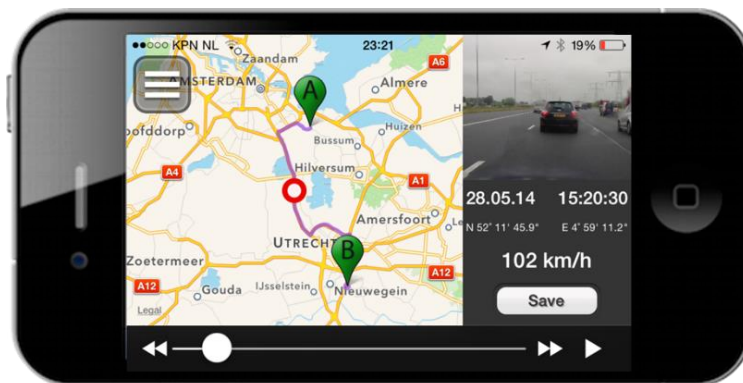 KPN NL 23:21 19%
Zaandam
A6
AMSTERDAM
Almere
A
oofddorp
Huizen
Bussum
A4
Hilversum
A1
28.05.14 15:20:30
Amersfoort
N 52° 11' 45.9" E 4° 59' 11.2"
UTRECHT
B
Zoetermeer
102 km/h
A12
A12
Gouda
IJsselstein
Nieuwegein
Save
Legal